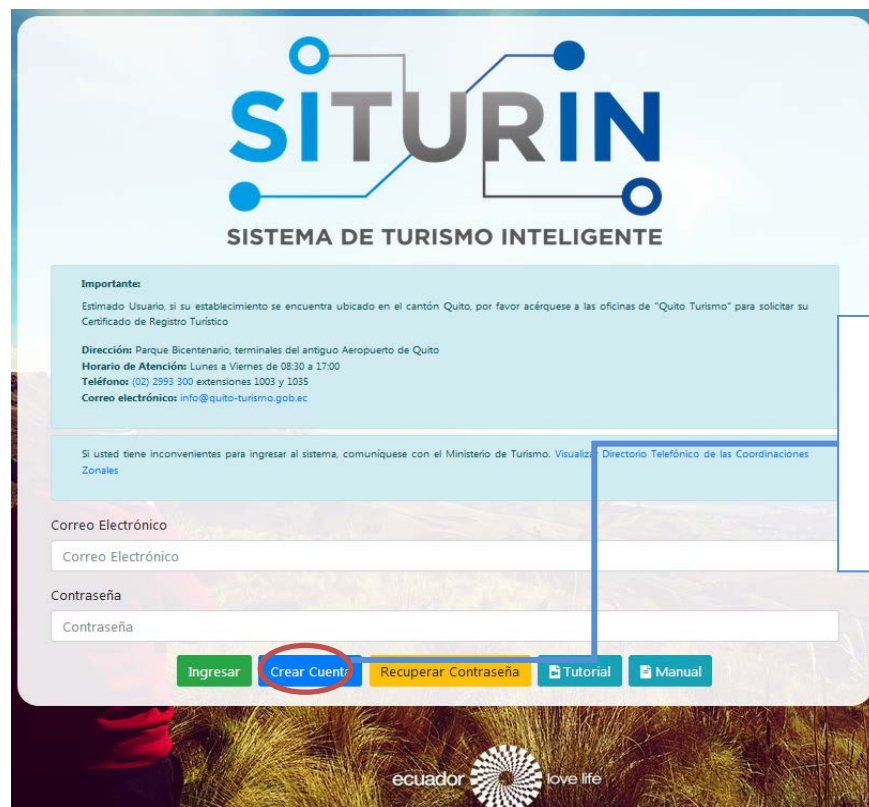 SITURIN
SISTEMA DE TURISMO INTELIGENTE
Importante:
Estimado Usuario, si su establecimiento se encuentra ubicado en el cantón Quito, por favor acérquese a las oficinas de "Quito Turismo" para solicitar su
Certificado de Registro Turístico
Dirección: Parque Bicentenario, terminales del antiguo Aeropuerto de Quito
Horario de Atención: Lunes a Viernes de 08:30 a 17:00
Teléfono: (02) 2993 300 extensiones 1003 y 1035
Correo electrónico: info@quito-turismo.gob.ec
Si usted tiene inconvenientes para ingresar al sistema, comuníquese con el Ministerio de Turismo. Visualizar Directorio Telefónico de las Coordinaciones
Zonales
Correo Electrónico
Correo Electrónico
Contraseña
Contraseña
Ingresar Crear Cuenta Recuperar Contraseña Tutorial Manual
ecuador love life